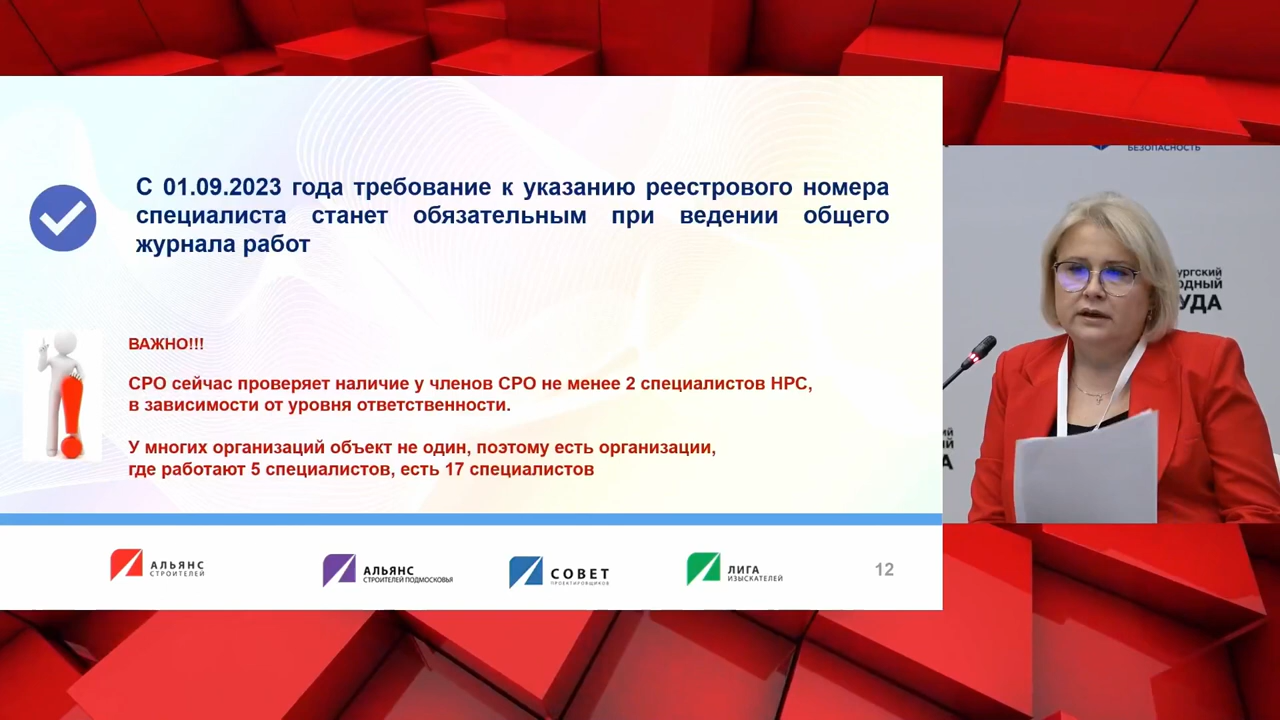 С 01.09.2023 года требование к указанию реестрового номера
специалиста станет обязательным при ведении общего
журнала работ
ВАЖНО!!!
СРО сейчас проверяет наличие у членов СРО не менее 2 специалистов НРС,
в зависимости от уровня ответственности.
У многих организаций объект не один, поэтому есть организации,
где работают 5 специалистов, есть 17 специалистов
АЛЬЯНС
СТРОИТЕЛЕЙ
АЛЬЯНС
СТРОИТЕЛЕЙ ПОДМОСКОВЬЯ
СОВЕТ
ПРОЕКТИРОВЩИКОВ
ЛИГА
ИЗЫСКАТЕЛЕЙ
12
БЕЗОПАСНОСТЬ
ургский
одный
УДА